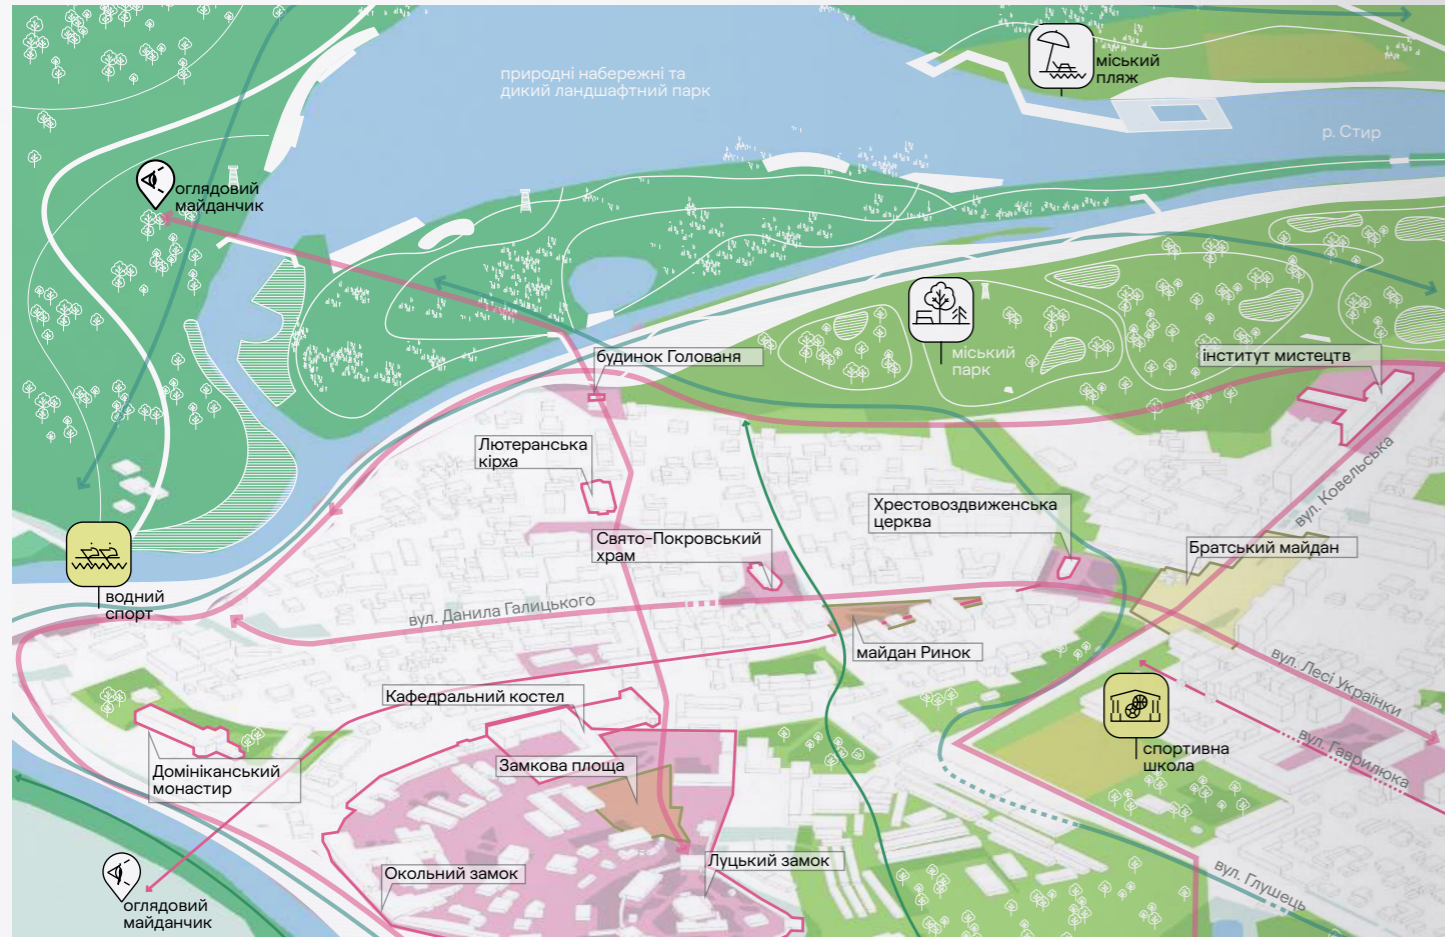 міський
пляж
природні набережні та
дикий ландшафтний парк
р. Стир
оглядовий
майданчик
будинок Голованя
міський
парк
інститут мистецтв
Лютеранська
кірха
вул. Ковельська
Хрестовоздвиженська
церква
Свято-Покровський
храм
Братський майдан
водний
спорт
вул. Данила Галицького
майдан Ринок
вул. Лесі Українки
Кафедральний костел
вул. Гаврилюка
спортивна
школа
Замкова площа
Домініканський
монастир
Луцький замок
Окольний замок
вул. Глушець
оглядовий
майданчик